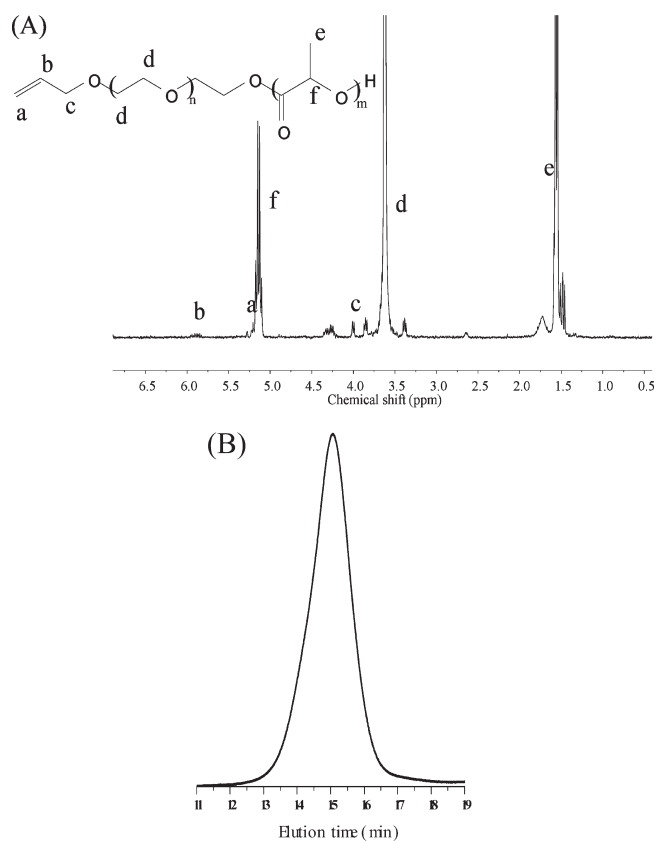 (A)
e
b
d
O
O
H
O
n
f
O
m
a
c
d
O
e
f
d
b
a
c
6.5 6.0 5.5 5.0 4.5 4.0 3.5 3.0 2.5 2.0 1.5 1.0 0.5
Chemical shift (ppm)
(B)
11 12 13 14 15 16 17 18 19
Elution time (min)